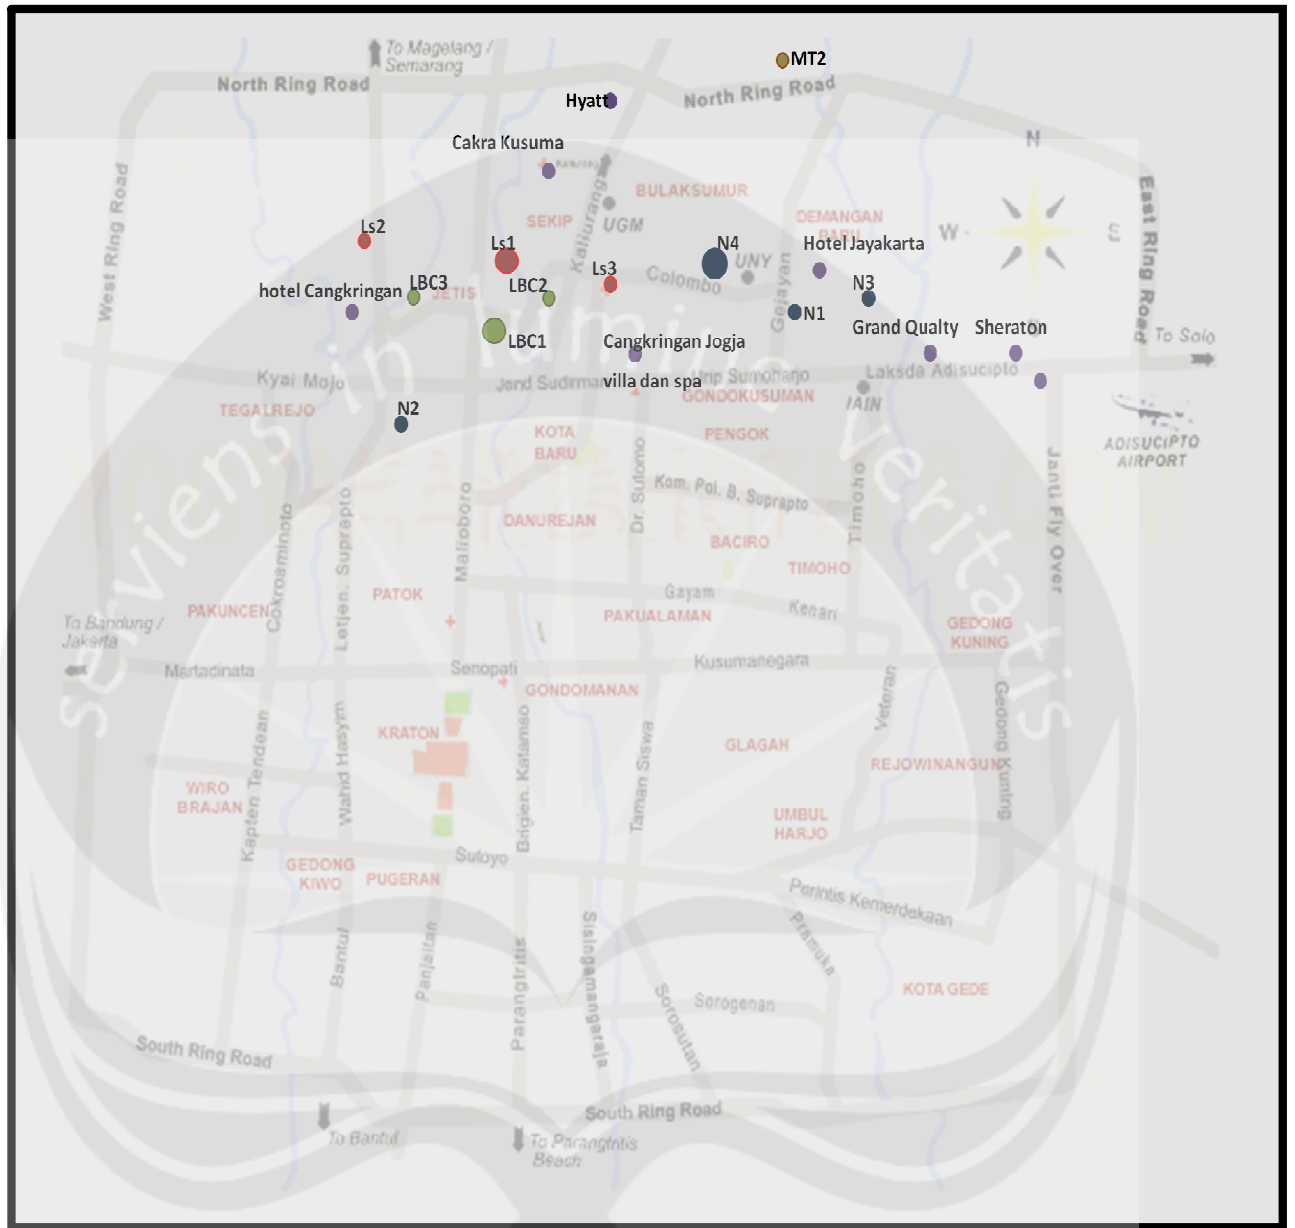 To Magelang /
Semarang
MT2
North Ring Road
North Ring Road
Hyatt
Cakra Kusuma
N
West Ring Road
East Ring Road
BULAKSUMUR
Kaliurang
SEKIP
UGM
DEMANGAN
BARU
W
Ls2
Ls1
N4
UNY
Hotel Jayakarta
Ls3
Colombo
Gejayan
LBC3
JETIS
LBC2
N3
hotel Cangkringan
N1
LBC1
Cangkringan Jogja
villa dan spa
Grand Qualty
Sheraton
To Solo
Kyai Mojo
Jend Sudirman
Urip Sumoharjo
Laksda Adisucipto
TEGALREJO
N2
GONDOKUSUMAN
IAIN
KOTA
BARU
PENGOK
ADISUCIPTO
AIRPORT
serviens in lumine veritatis
Cokroaminoto
Letjen. Suprapto
Malioboro
Dr. Sutomo
Kom. Pol. B. Suprapto
Timoho
Janti Fly Over
DANUREJAN
BACIRO
TIMOHO
PATOK
Gayam
Kenari
PAKUNCEN
PAKUALAMAN
GEDONG
KUNING
To Bandung /
Jakarta
Martadinata
Senopati
Kusumanegara
GONDOMANAN
Veteran
Gedong Kuning
KRATON
GLAGAH
REJOWINANGUN
Kapten Tendean
Wahid Hasym
Brigjen. Katamso
Taman Siswa
WIRO
BRAJAN
UMBUL
HARJO
Sutoyo
GEDONG
KIWO
PUGERAN
Perintis Kemerdekaan
Bantul
Panjaitan
Parangtritis
Sisingamangaraja
Sorosutan
Pramuka
KOTA GEDE
Sorogenan
South Ring Road
South Ring Road
To Bantul
To Parangtritis
Beach